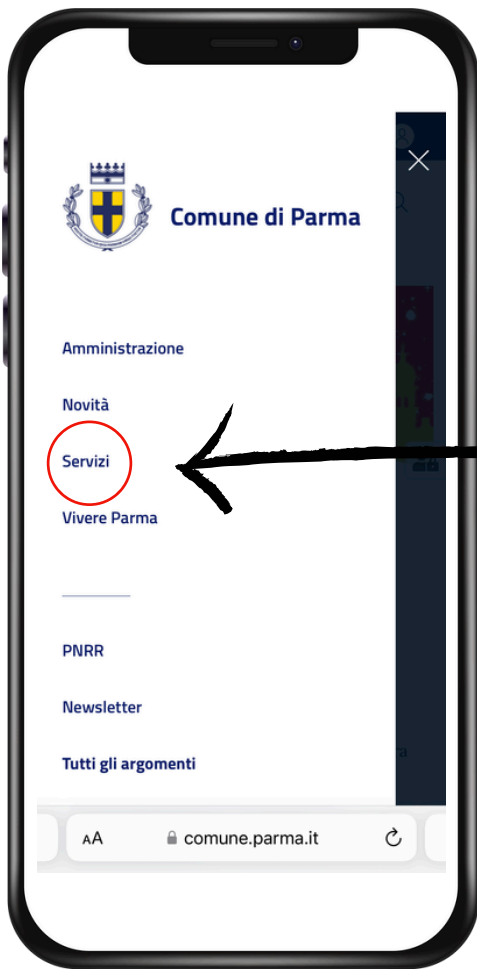 Comune di Parma
Amministrazione
Novità
Servizi
Vivere Parma
PNRR
Newsletter
Tutti gli argomenti
AA
comune.parma.it